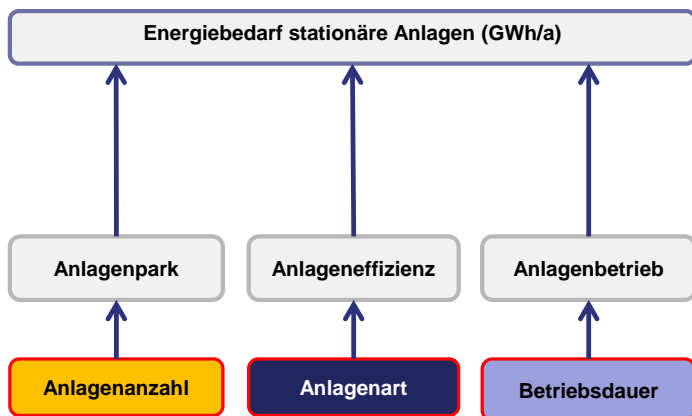 Energiebedarf stationäre Anlagen (GWh/a)
Anlagenpark
Anlageneffizienz
Anlagenbetrieb
Anlagenanzahl
Anlagenart
Betriebsdauer